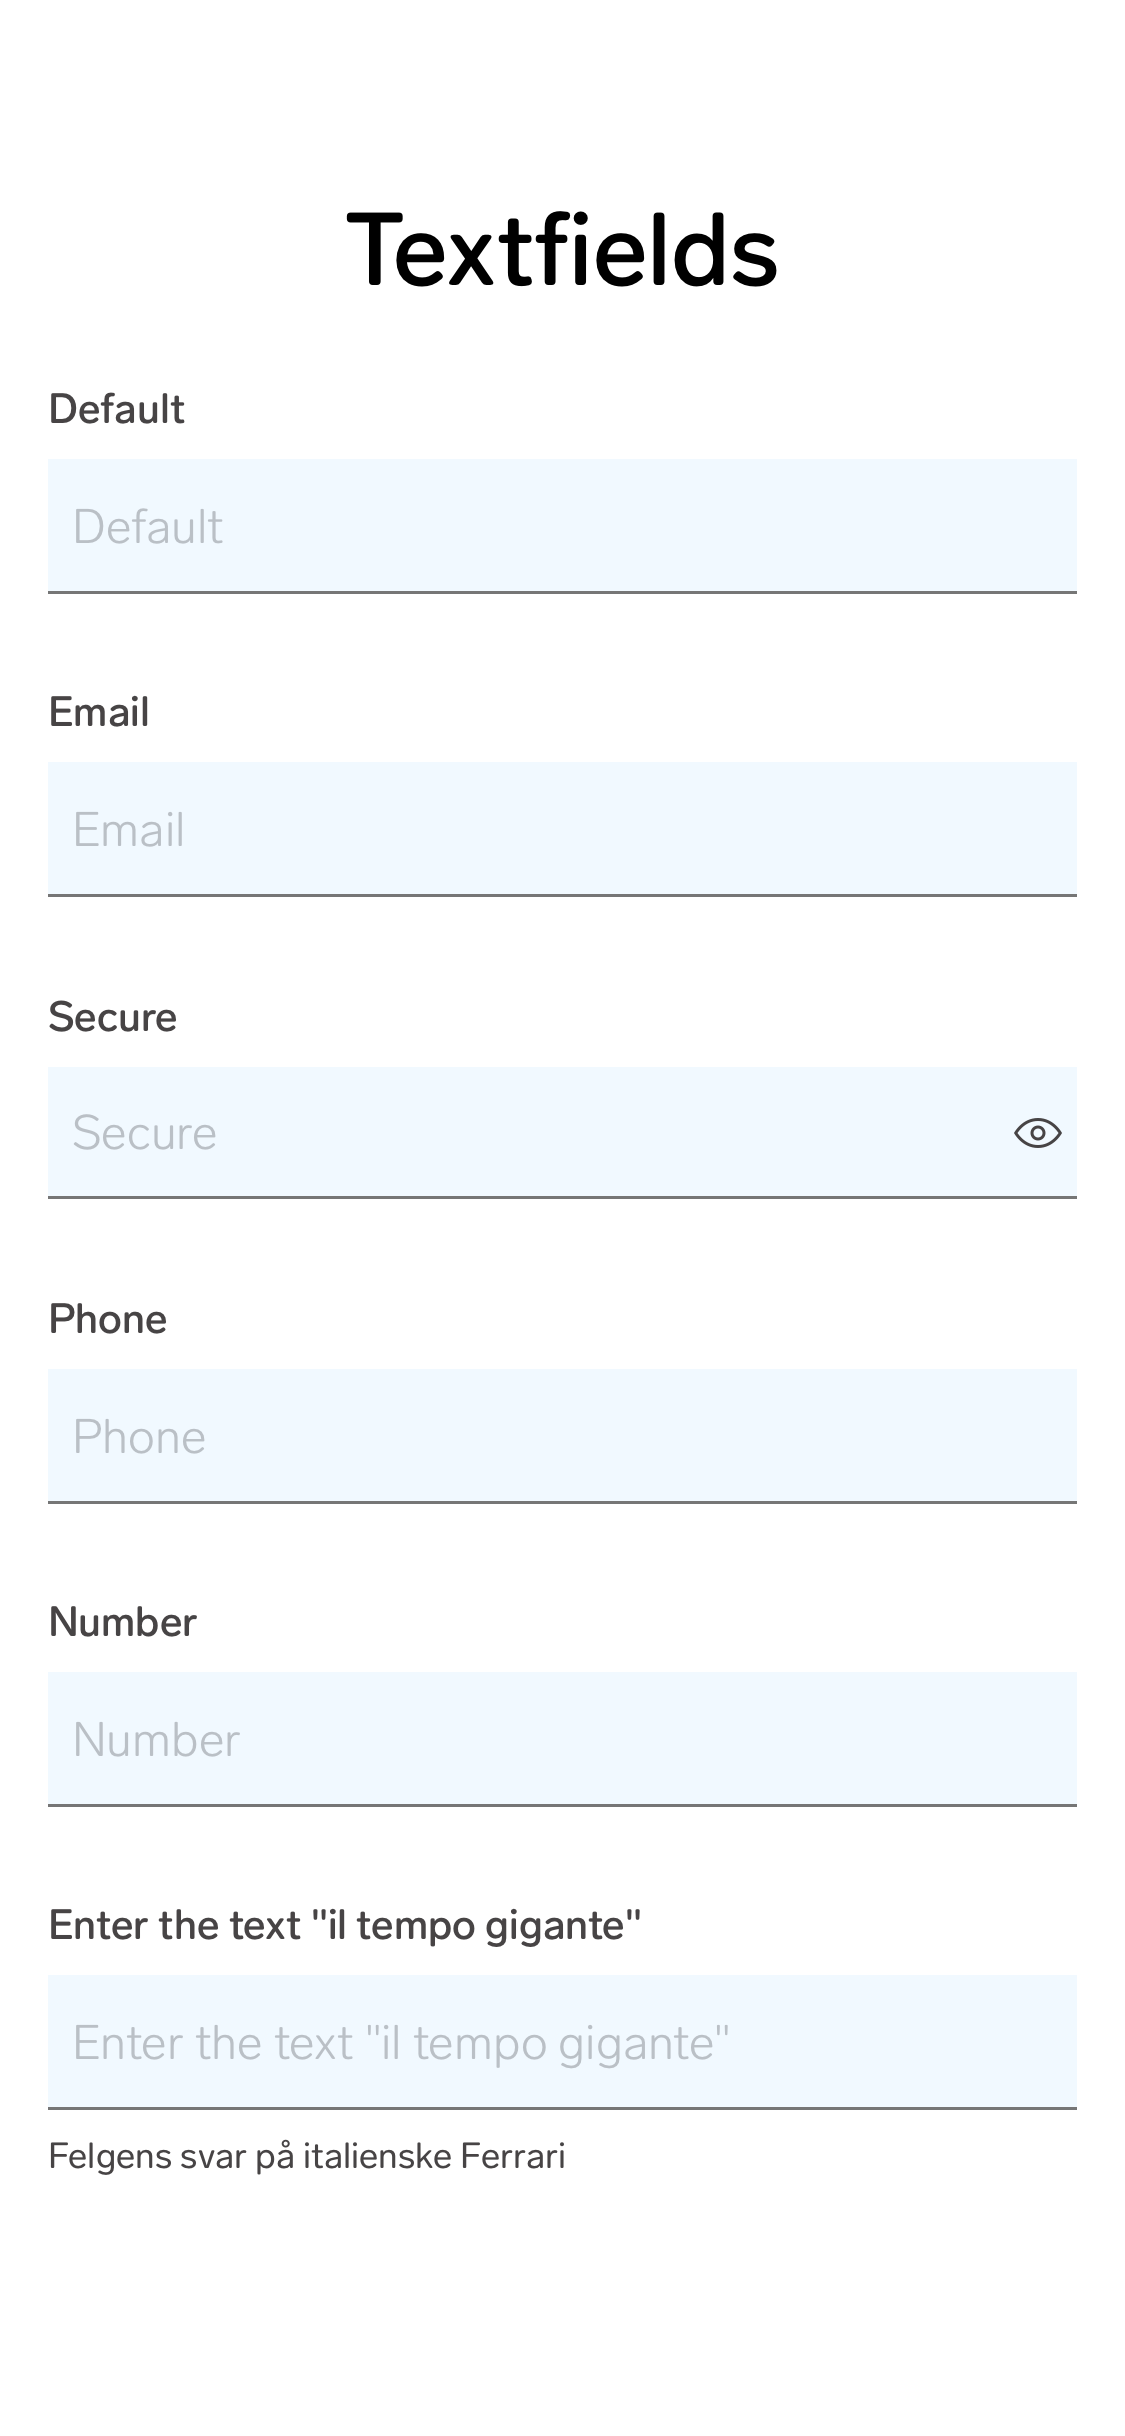 Textfields
Default
Default
Email
Email
Secure
Secure
Phone
Phone
Number
Number
Enter the text "il tempo gigante"
Enter the text "il tempo gigante"
Felgens svar på italienske Ferrari